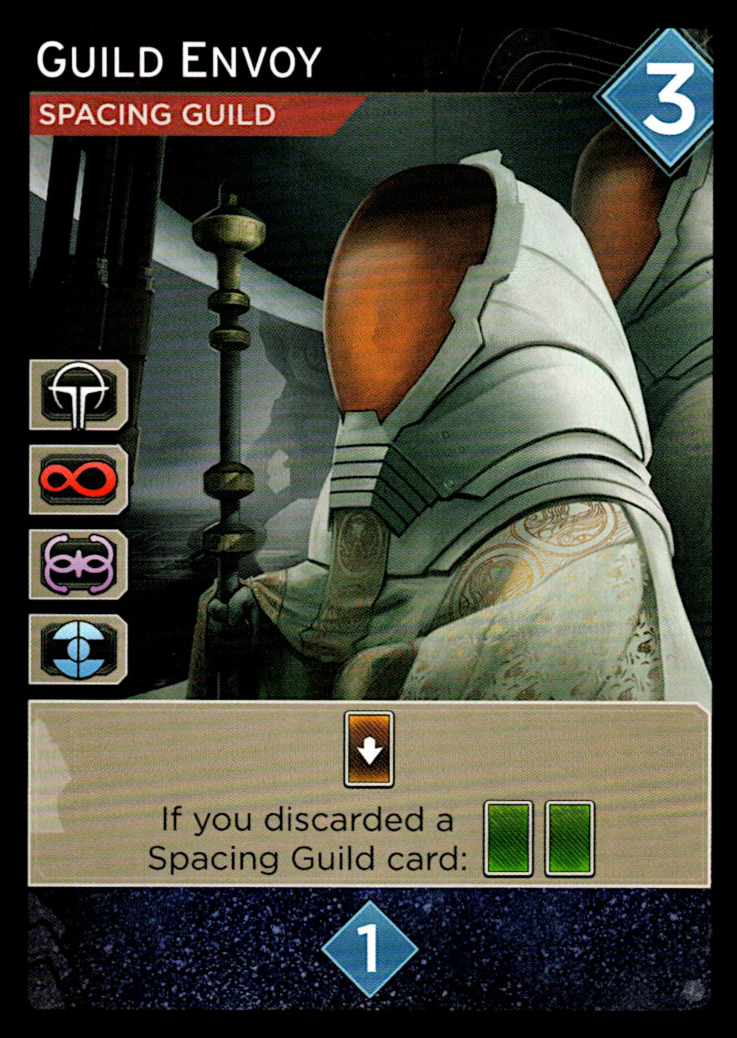 GUILD ENVOY
3
SPACING GUILD
If you discarded a
Spacing Guild card:
1